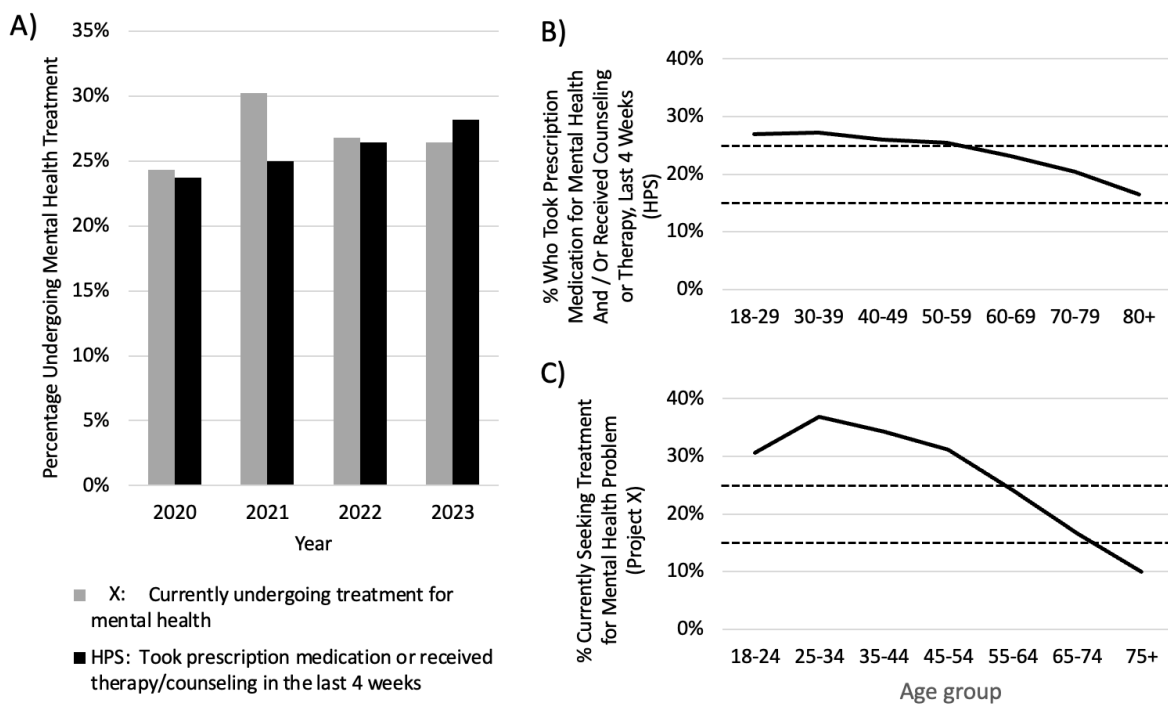 A)
Percentage Undergoing Mental Health Treatment
35%
30%
25%
20%
15%
10%
5%
0%
2020 2021 2022 2023
Year
X: Currently undergoing treatment for
mental health
HPS: Took prescription medication or received
therapy/counseling in the last 4 weeks
B)
% Who Took Prescription
Medication for Mental Health
And / Or Received Counseling
or Therapy, Last 4 Weeks
(HPS)
40%
30%
20%
10%
0%
18-29 30-39 40-49 50-59 60-69 70-79 80+
C)
% Currently Seeking Treatment
for Mental Health Problem
(Project X)
40%
30%
20%
10%
0%
18-24 25-34 35-44 45-54 55-64 65-74 75+
Age group